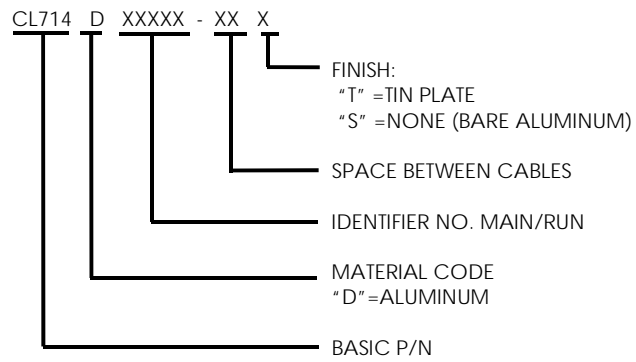 CL714 D XXXXX - XX X
FINISH:
"T" =TIN PLATE
"S" =NONE (BARE ALUMINUM)
SPACE BETWEEN CABLES
IDENTIFIER NO. MAIN/RUN
MATERIAL CODE
"D"=ALUMINUM
BASIC P/N